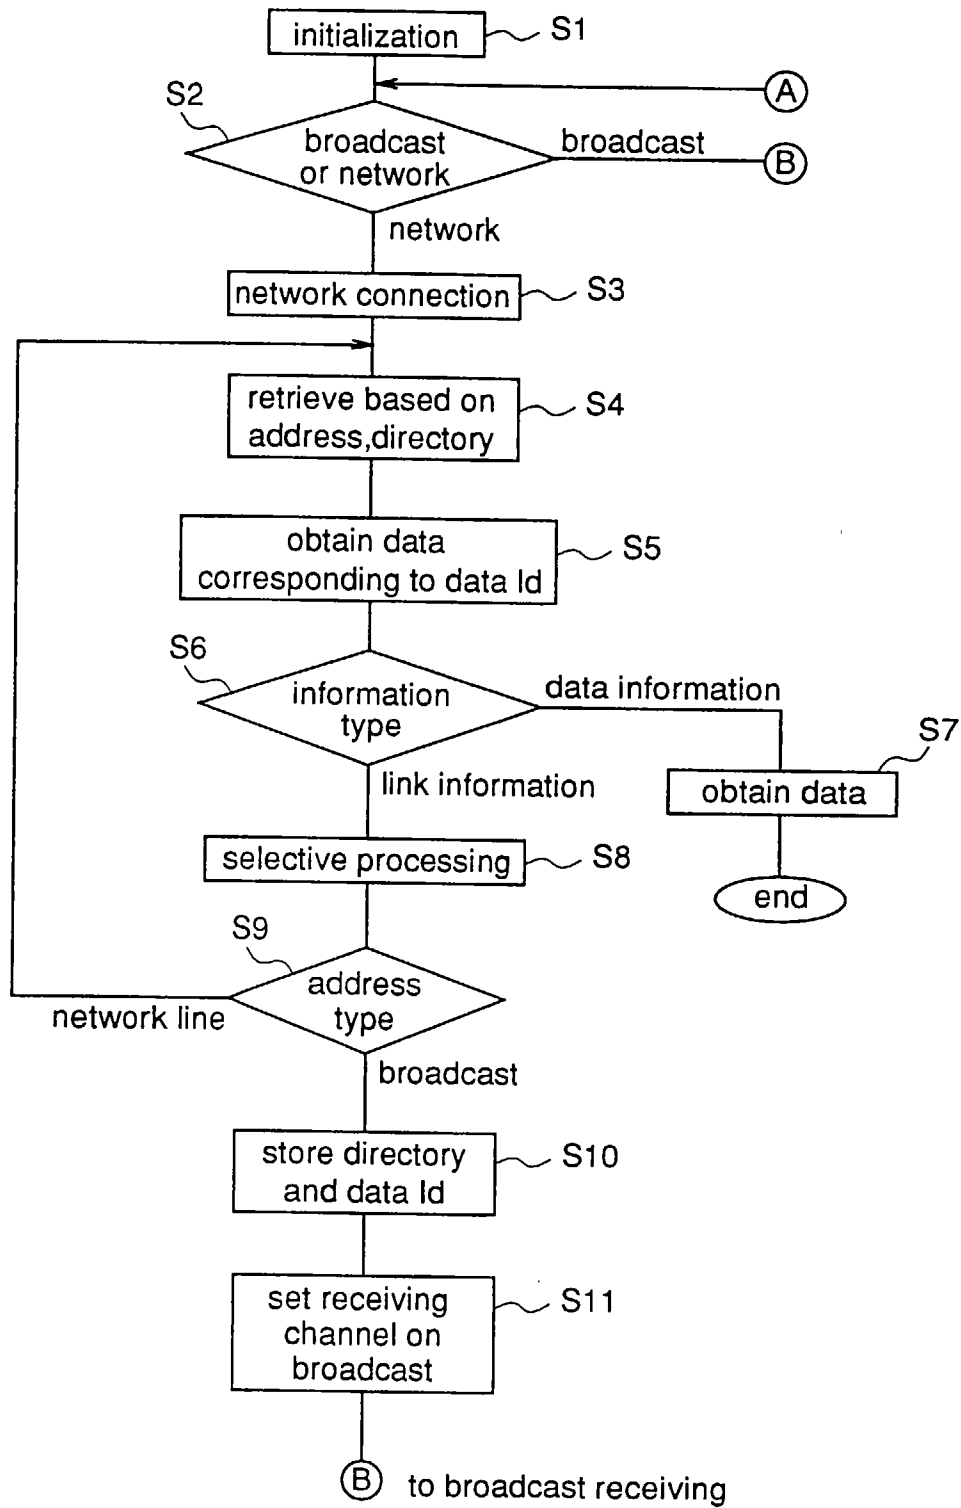 initialization
S1
A
S2
broadcast
or network
broadcast
B
network
network connection
S3
retrieve based on
address,directory
S4
obtain data
corresponding to data Id
S5
S6
information
type
data information
S7
obtain data
link information
selective processing
S8
end
S9
address
type
network line
broadcast
store directory
and data Id
S10
set receiving
channel on
broadcast
S11
B
to broadcast receiving